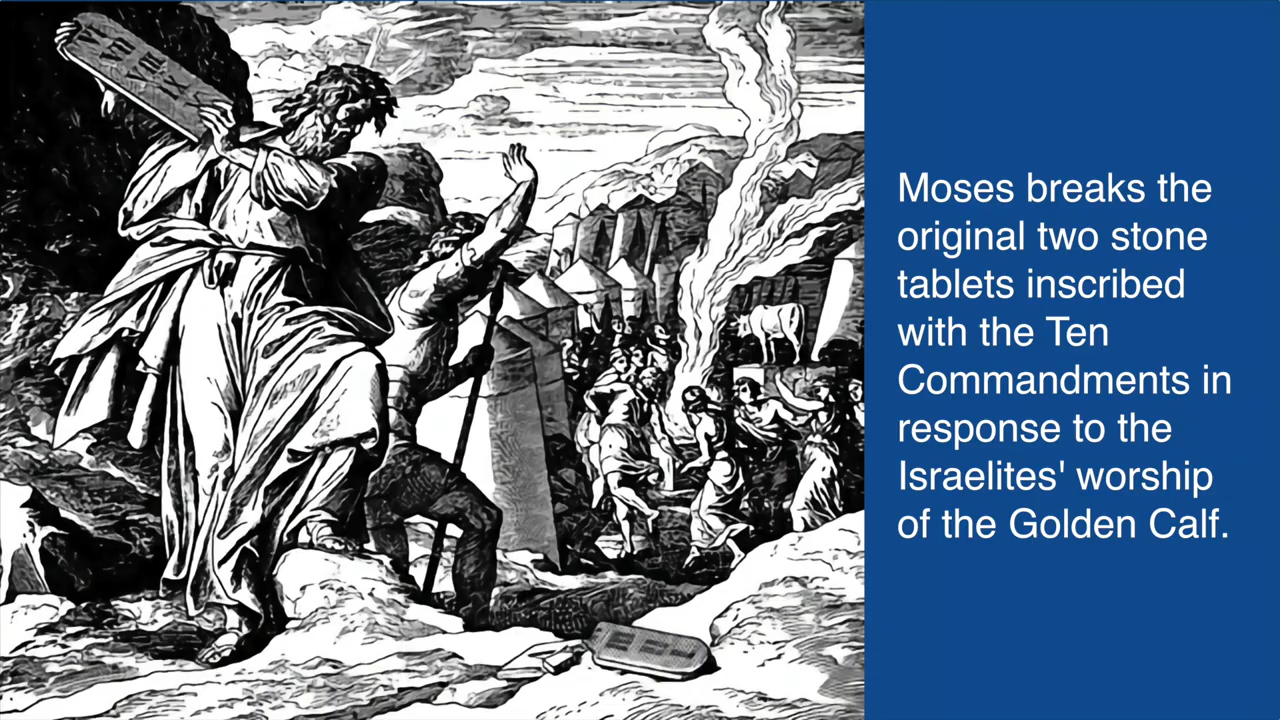 Moses breaks the
original two stone
tablets inscribed
with the Ten
Commandments in
response to the
Israelites' worship
of the Golden Calf.